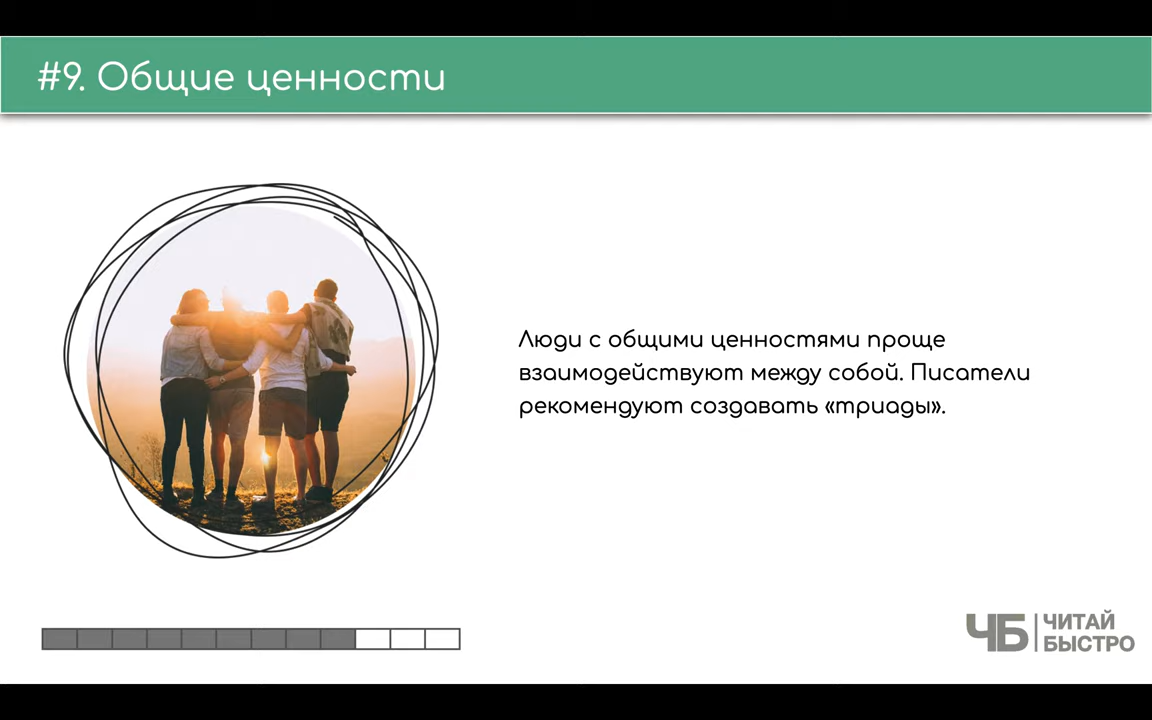 #9. Общие ценности
Люди с общими ценностями проще
взаимодействуют между собой. Писатели
рекомендуют создавать «триады».
ЧБ
ЧИТАЙ
БЫСТРО